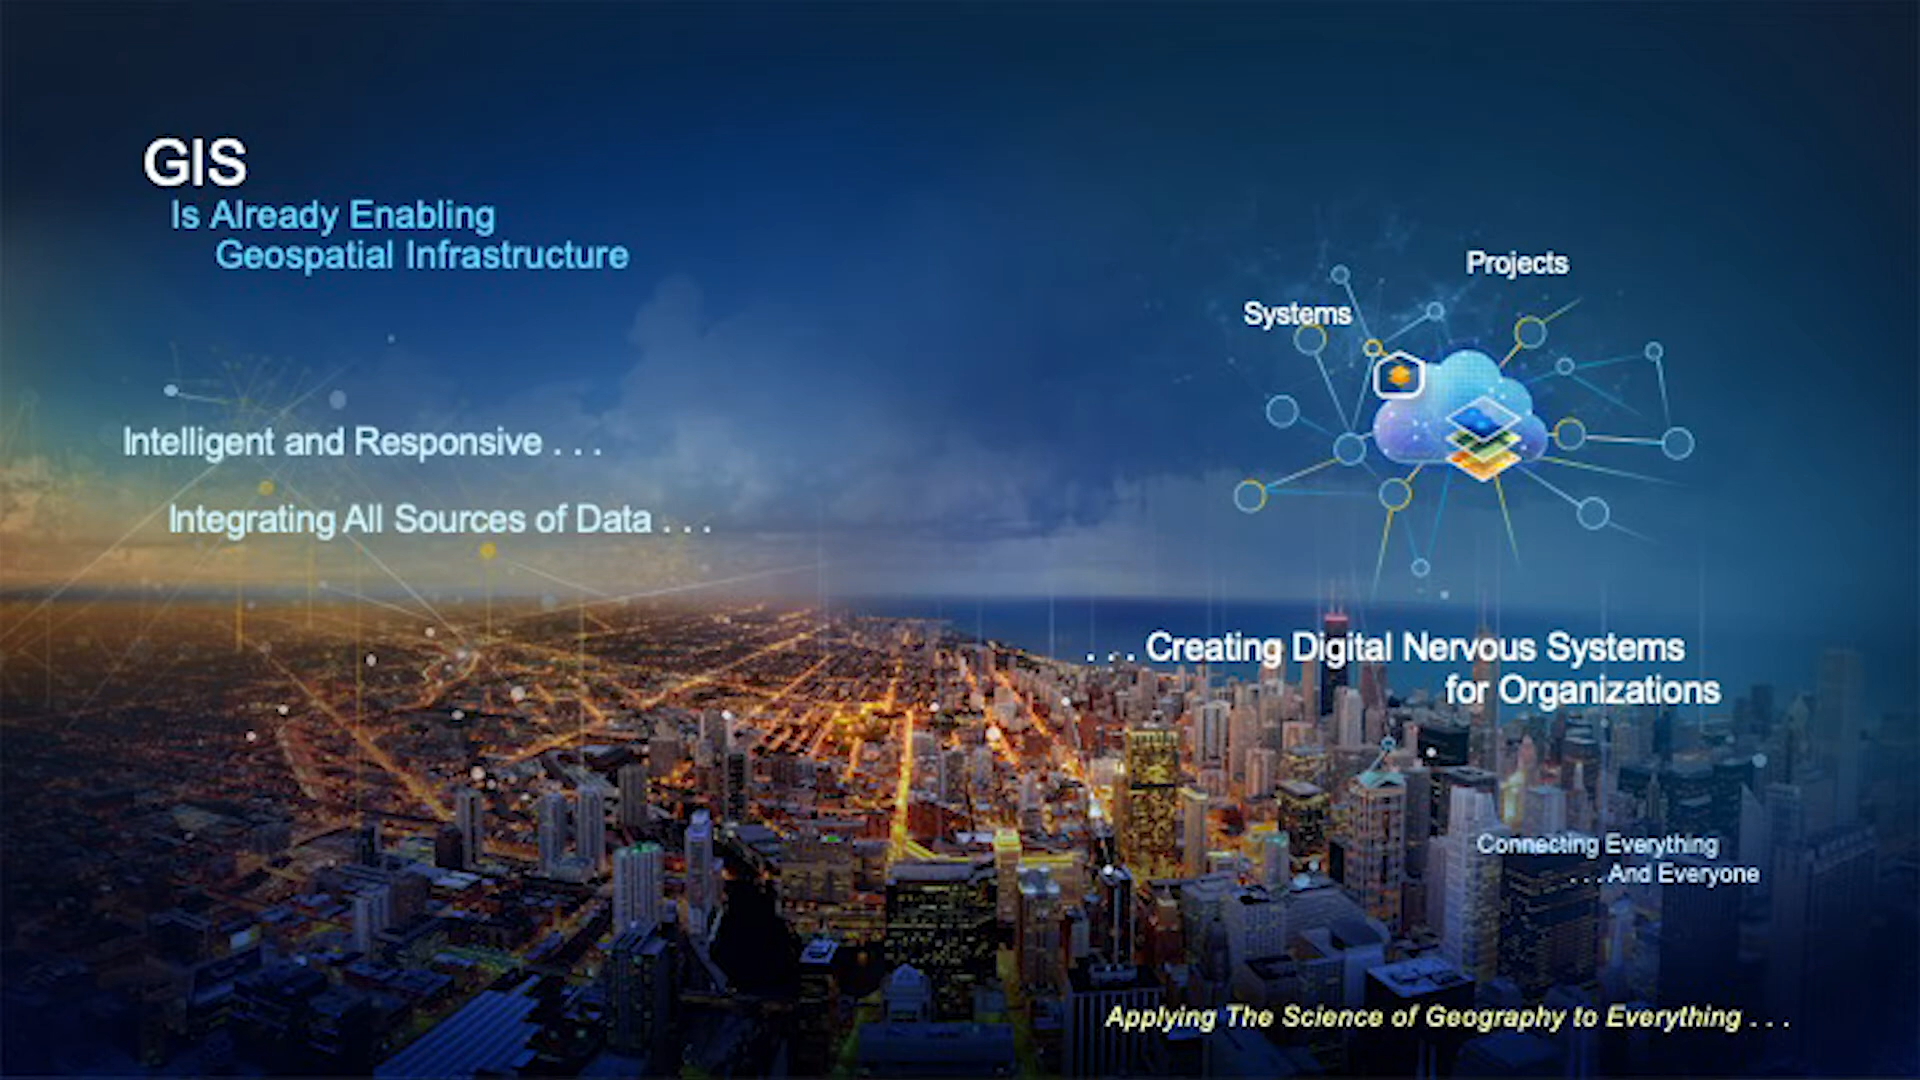 GIS
Is Already Enabling
Geospatial Infrastructure
Projects
Systems
Intelligent and Responsive . . .
Integrating All Sources of Data . . .
. . . Creating Digital Nervous Systems
for Organizations
Connecting Everything
. . . And Everyone
Applying The Science of Geography to Everything . . .